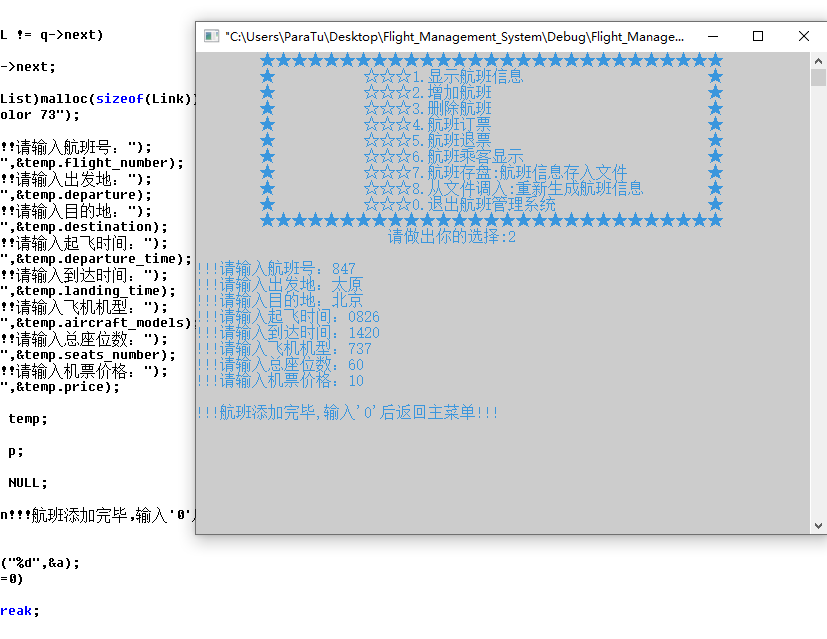 L != q->next)
->next;
List)malloc(sizeof(Link))
olor 73");
!!请输入航班号：");
",&temp.flight_number);
!!请输入出发地：");
",&temp.departure);
!!请输入目的地：");
",&temp.destination);
!!请输入起飞时间：");
",&temp.departure_time);
!!请输入到达时间：");
",&temp.landing_time);
!!请输入飞机机型：");
",&temp.aircraft_models)
!!请输入总座位数：");
",&temp.seats_number);
!!请输入机票价格：");
",&temp.price);
temp;
p;
NULL;
n!!!航班添加完毕,输入'0'
("%d",&a);
=0)
reak;
"C:\Users\ParaTu\Desktop\Flight_Management_System\Debug\Flight_Manage...
★★★★★★★★★★★★★★★★★★★★★★★★★★★★★
★ ☆☆☆1.显示航班信息 ★
★ ☆☆☆2.增加航班 ★
★ ☆☆☆3.删除航班 ★
★ ☆☆☆4.航班订票 ★
★ ☆☆☆5.航班退票 ★
★ ☆☆☆6.航班乘客显示 ★
★ ☆☆☆7.航班存盘:航班信息存入文件 ★
★ ☆☆☆8.从文件调入:重新生成航班信息 ★
★ ☆☆☆0.退出航班管理系统 ★
★★★★★★★★★★★★★★★★★★★★★★★★★★★★★
请做出你的选择:2
!!!请输入航班号：847
!!!请输入出发地：太原
!!!请输入目的地：北京
!!!请输入起飞时间：0826
!!!请输入到达时间：1420
!!!请输入飞机机型：737
!!!请输入总座位数：60
!!!请输入机票价格：10
!!!航班添加完毕,输入'0'后返回主菜单!!!